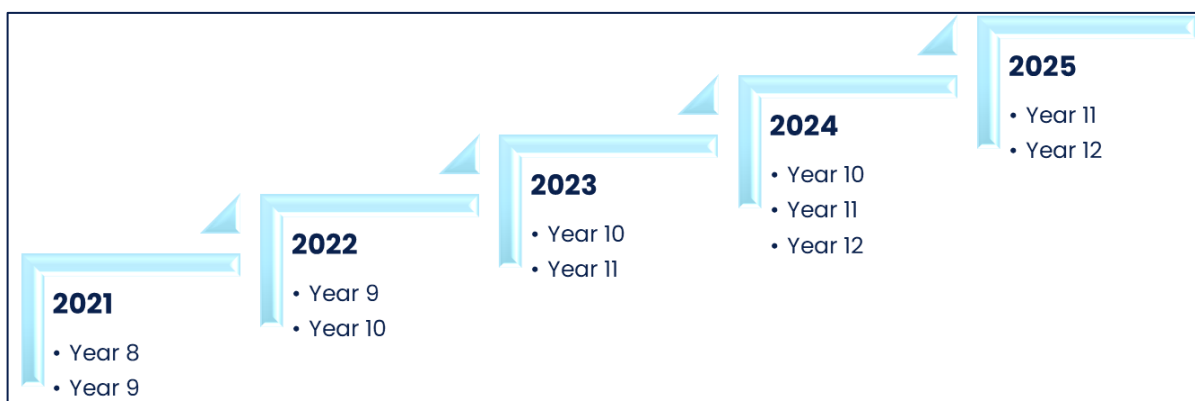 2021
• Year 8
• Year 9
2022
• Year 9
• Year 10
2023
• Year 10
• Year 11
2024
• Year 10
• Year 11
• Year 12
2025
• Year 11
• Year 12